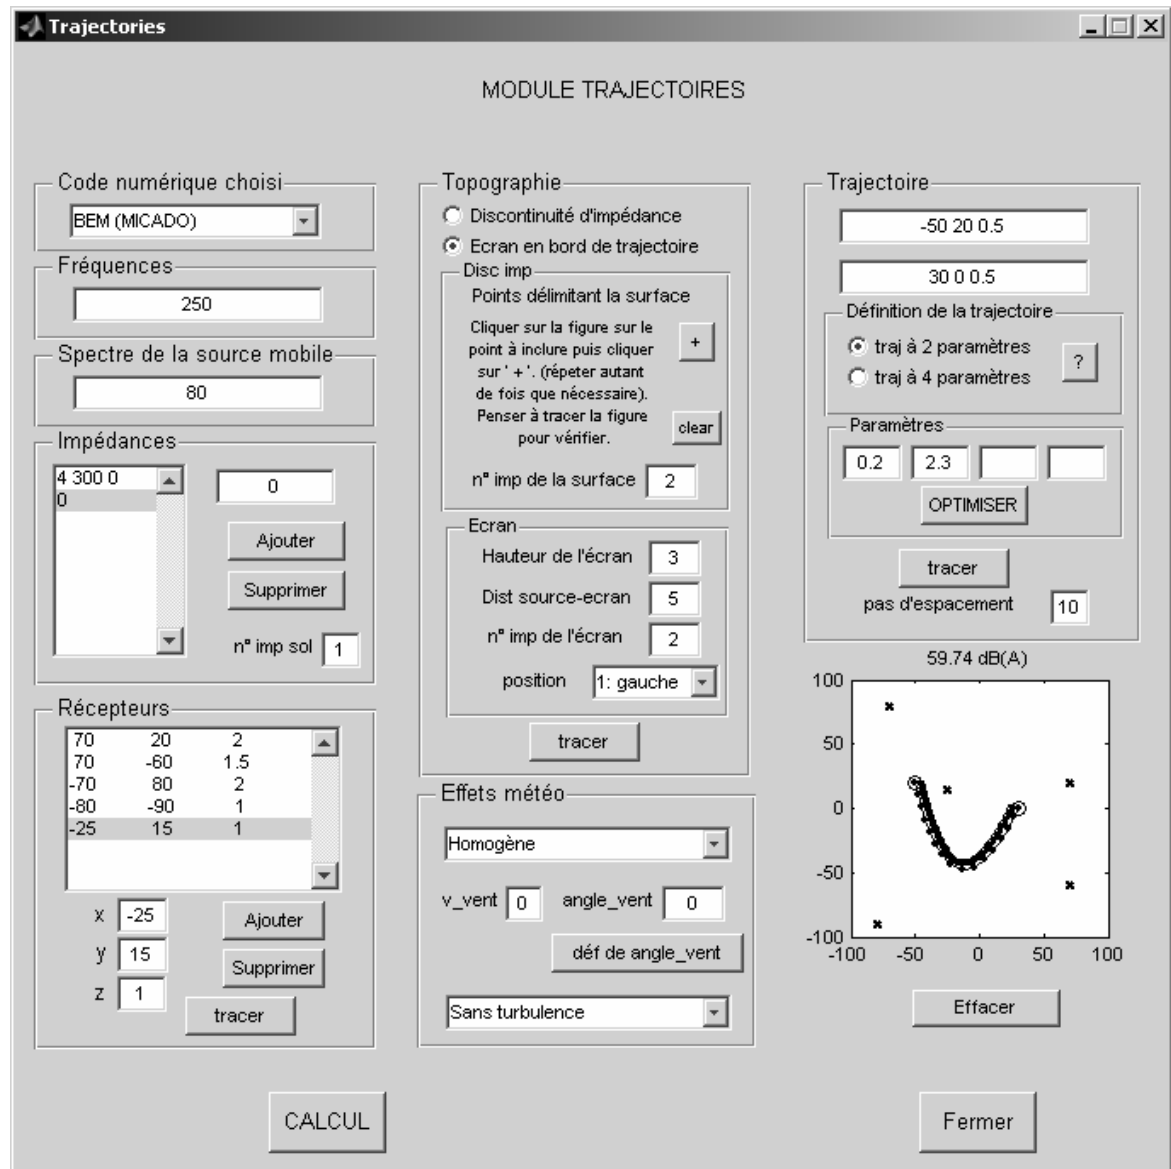 Trajectories
MODULE TRAJECTOIRES
Code numérique choisi
BEM (MICADO)
Fréquences
250
Spectre de la source mobile
80
Impédances
4 300 0
0
0
Ajouter
Supprimer
n° imp sol 1
Récepteurs
70 20 2
70 -60 1.5
-70 80 2
-80 -90 1
-25 15 1
x -25
y 15
z 1
Ajouter
Supprimer
tracer
Topographie
Discontinuité d'impédance
Ecran en bord de trajectoire
Disc imp
Points délimitant la surface
Cliquer sur la figure sur le
point à inclure puis cliquer
sur ' + '. (répeter autant
de fois que nécessaire).
Penser à tracer la figure
pour vérifier.
+
clear
n° imp de la surface 2
Ecran
Hauteur de l'écran 3
Dist source-ecran 5
n° imp de l'écran 2
position 1: gauche
tracer
Effets météo
Homogène
v_vent 0 angle_vent 0
déf de angle_vent
Sans turbulence
Trajectoire
-50 20 0.5
30 0 0.5
Définition de la trajectoire
traj à 2 paramètres
traj à 4 paramètres
?
Paramètres
0.2 2.3
OPTIMISER
tracer
pas d'espacement 10
59.74 dB(A)
100
50
0
-50
-100
-100 -50 0 50 100
Effacer
CALCUL
Fermer